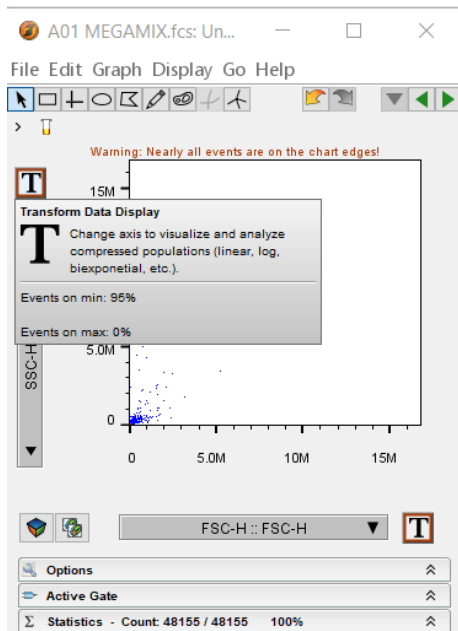 A01 MEGAMIX.fcs: Un...
File Edit Graph Display Go Help
Warning: Nearly all events are on the chart edges!
T
15M
Transform Data Display
T
Change axis to visualize and analyze
compressed populations (linear, log,
biexponetial, etc.).
Events on min: 95%
Events on max: 0%
5.0M
SSC-H
0
0 5.0M 10M 15M
FSC-H :: FSC-H
T
Options
Active Gate
Σ Statistics - Count: 48155 / 48155 100%